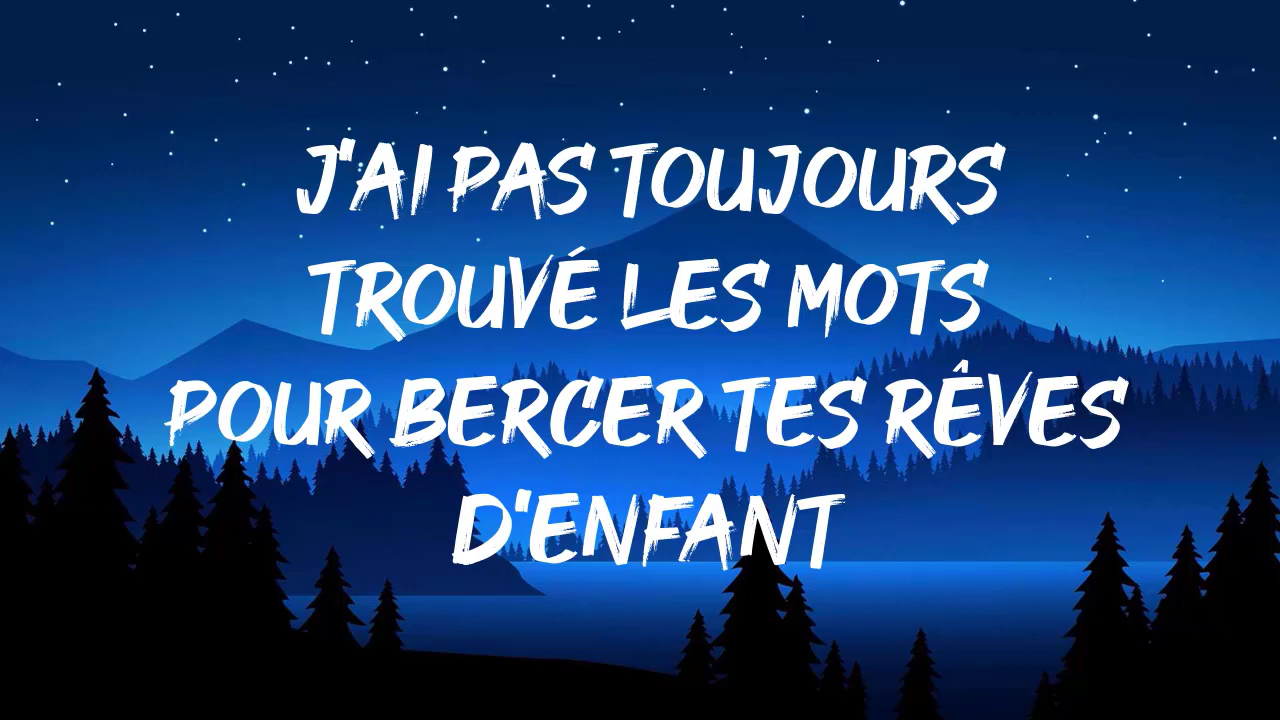 J'AI PAS TOUJOURS
TROUVÉ LES MOTS
POUR BERCER TES RÊVES
D'ENFANT